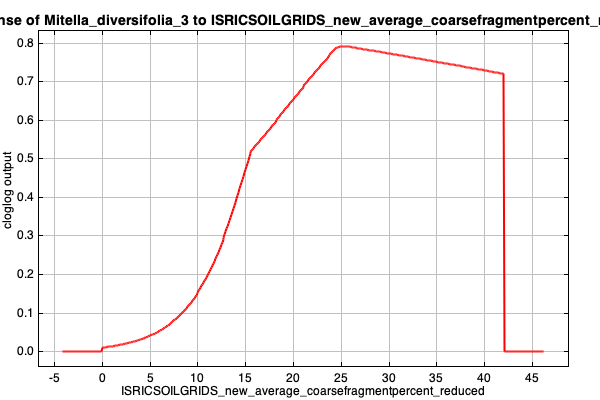 nse of Mitella_diversifolia_3 to ISRICSOILGRIDS_new_average_coarsefragmentpercent_r
0.8
0.7
0.6
0.5
0.4
0.3
0.2
0.1
0.0
cloglog output
-5 0 5 10 15 20 25 30 35 40 45
ISRICSOILGRIDS_new_average_coarsefragmentpercent_reduced